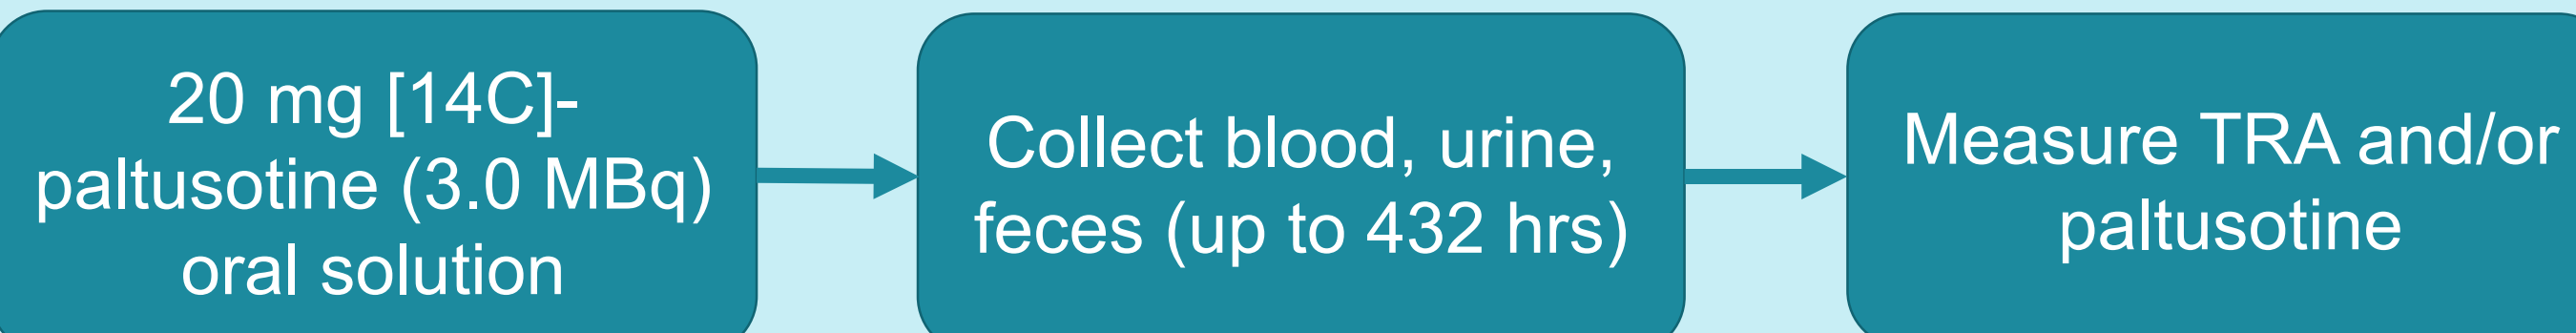 20 mg [14C]-
paltusotine (3.0 MBq)
oral solution
Collect blood, urine,
feces (up to 432 hrs)
Measure TRA and/or
paltusotine